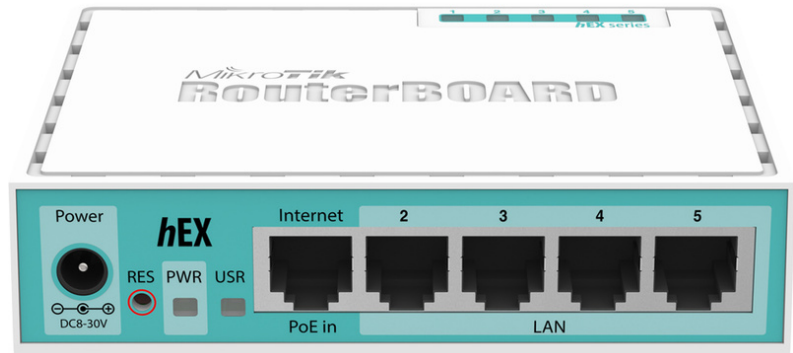 1 2 3 4 5
hEX series
MikroTik
RouterBOARD
Power
hEX
Internet
2
3
4
5
RES
PWR
USR
DC8-30V
PoE in
LAN